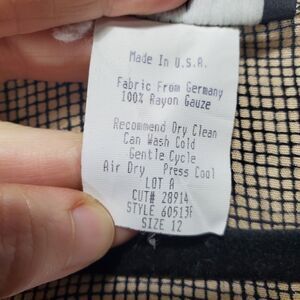 Made In U.S.A.
Fabric From Germany
100% Rayon Gauze
Recommend Dry Clean
Can Wash Cold
Gentle Cycle
Air Dry Press Cool
LOT A
CUT# 28914
STYLE 60513F
SIZE 12